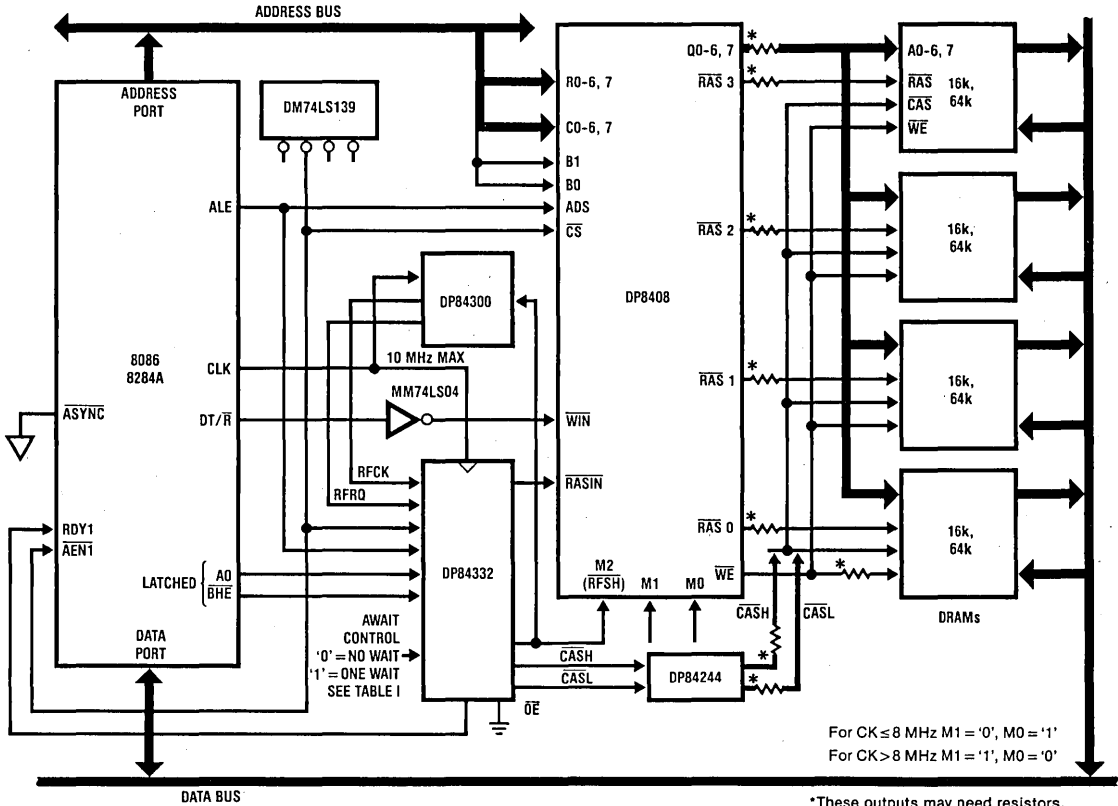 ADDRESS BUS
ADDRESS
PORT
DM74LS139
ALE
8086
8284A
CLK
10 MHz MAX
ASYNC
DT/R
MM74LS04
RDY1
AEN1
LATCHED
A0
BHE
DATA
PORT
DP84300
RFCK
RFRQ
DP84332
AWAIT
CONTROL
'0' = NO WAIT
'1' = ONE WAIT
SEE TABLE I
OE
CASH
CASL
DP84244
R0-6, 7
C0-6, 7
B1
B0
ADS
CS
DP8408
WIN
RASIN
M2
(RFSH)
M1
M0
Q0-6, 7
*
RAS 3
*
RAS 2
*
RAS 1
*
RAS 0
*
WE
*
CASH
CASL
*
*
A0-6, 7
RAS
CAS
WE
16k,
64k
16k,
64k
16k,
64k
16k,
64k
DRAMs
For CK ≤ 8 MHz M1 = '0', M0 = '1'
For CK > 8 MHz M1 = '1', M0 = '0'
DATA BUS
*These outputs may need resistors.